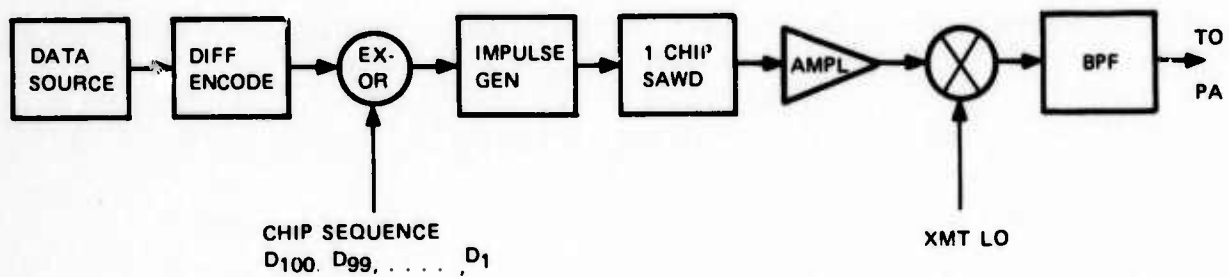 DATA
SOURCE
DIFF
ENCODE
EX-
OR
IMPULSE
GEN
1 CHIP
SAWD
AMPL
BPF
TO
PA
CHIP SEQUENCE
D100. D99, . . . . . ,D1
XMT LO